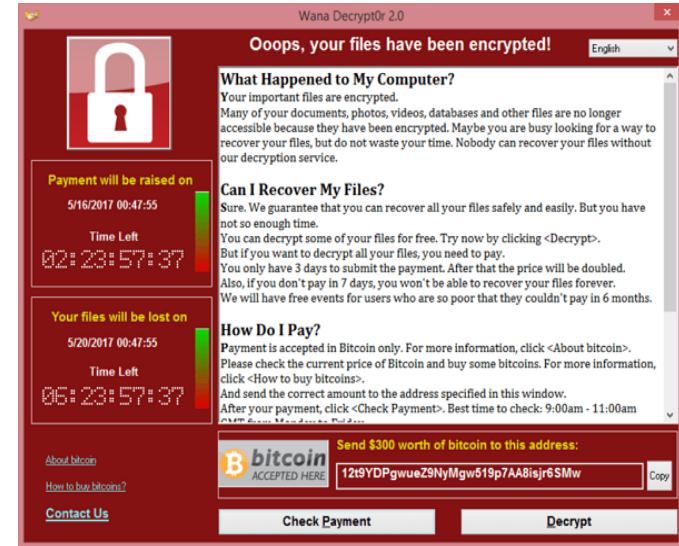 Wana Decrypt0r 2.0
Ooops, your files have been encrypted!
English
What Happened to My Computer?
Your important files are encrypted.
Many of your documents, photos, videos, databases and other files are no longer
accessible because they have been encrypted. Maybe you are busy looking for a way to
recover your files, but do not waste your time. Nobody can recover your files without
our decryption service.
Can I Recover My Files?
Sure. We guarantee that you can recover all your files safely and easily. But you have
not so enough time.
You can decrypt some of your files for free. Try now by clicking <Decrypt>.
But if you want to decrypt all your files, you need to pay.
You only have 3 days to submit the payment. After that the price will be doubled.
Also, if you don't pay in 7 days, you won't be able to recover your files forever.
We will have free events for users who are so poor that they couldn't pay in 6 months.
How Do I Pay?
Payment is accepted in Bitcoin only. For more information, click <About bitcoin>.
Please check the current price of Bitcoin and buy some bitcoins. For more information,
click <How to buy bitcoins>.
And send the correct amount to the address specified in this window.
After your payment, click <Check Payment>. Best time to check: 9:00am - 11:00am
GMT from Monday to Friday.
Payment will be raised on
5/16/2017 00:47:55
Time Left
02:23:57:37
Your files will be lost on
5/20/2017 00:47:55
Time Left
06:23:57:37
About bitcoin
How to buy bitcoins?
Contact Us
bitcoin
ACCEPTED HERE
Send $300 worth of bitcoin to this address:
12t9YDPgwueZ9NyMgw519p7AA8isjr6SMw
Copy
Check Payment
Decrypt